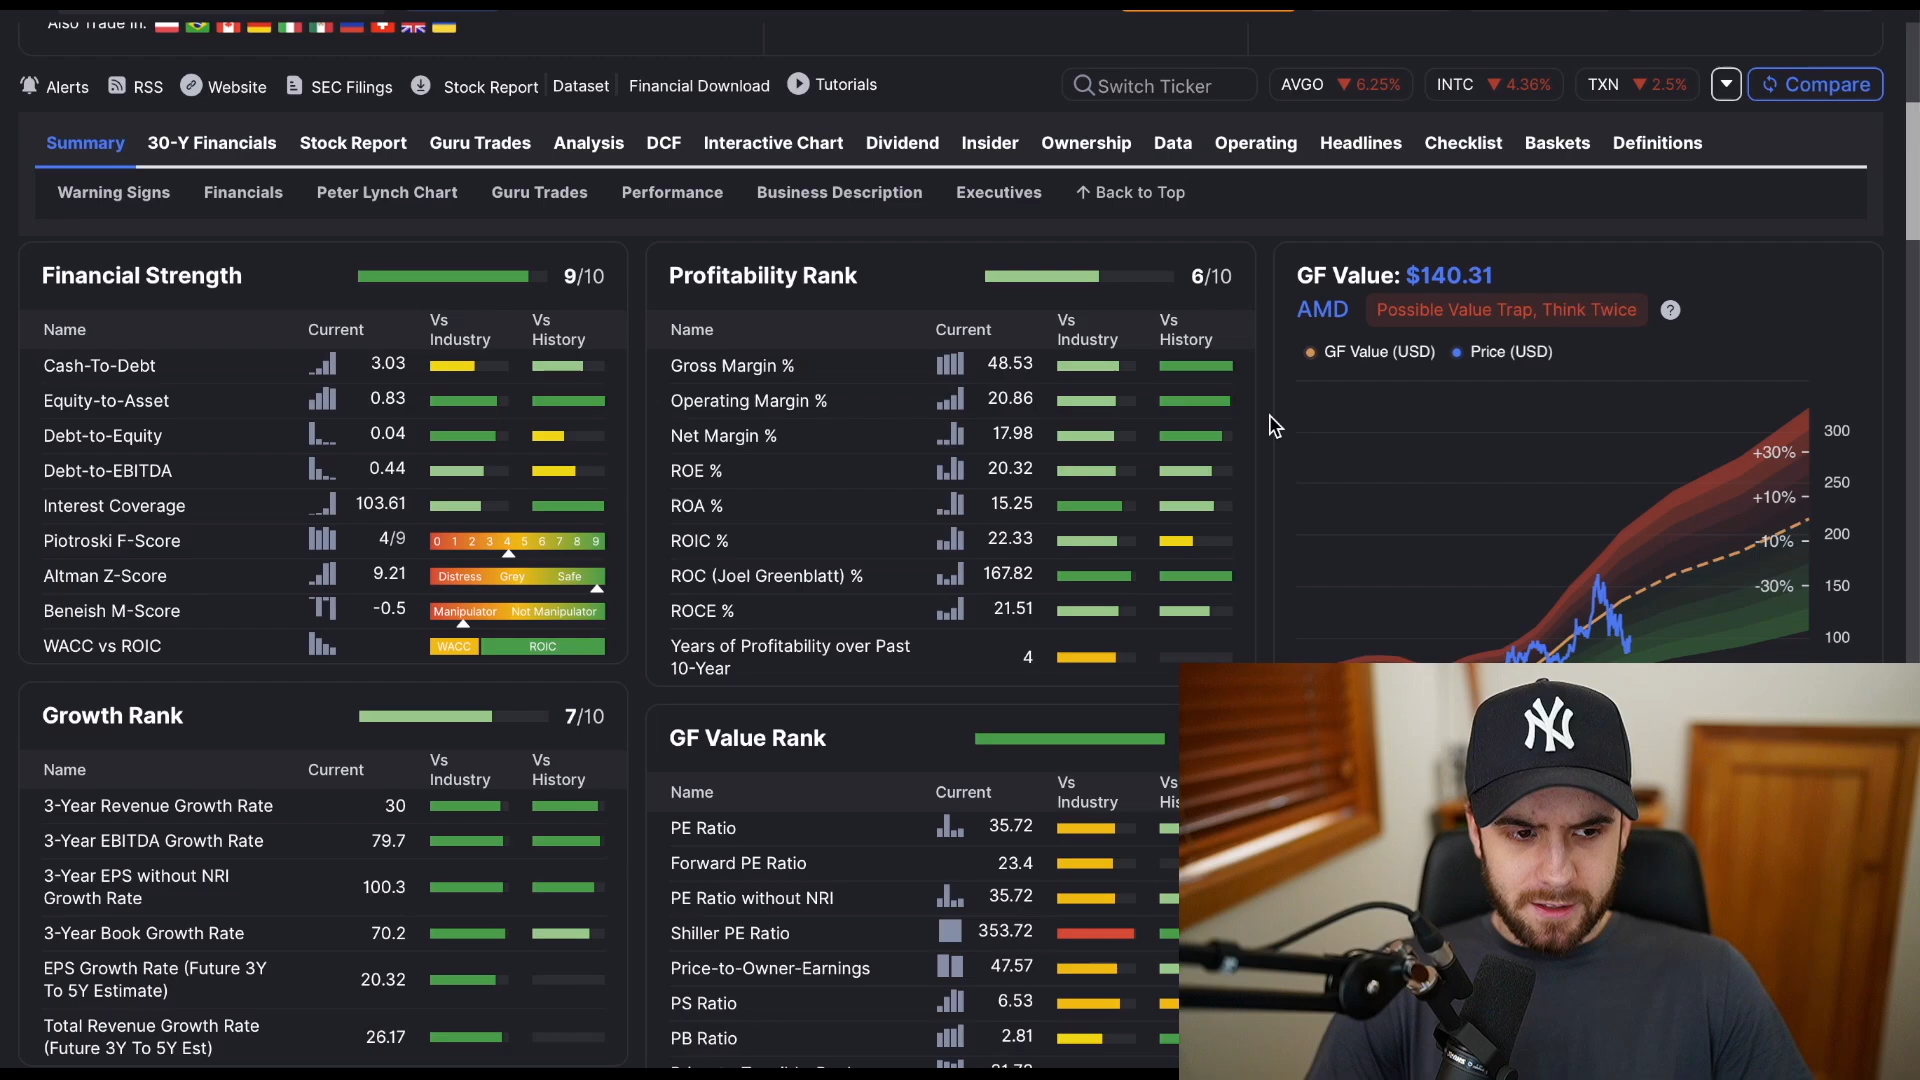 Also Trade In:
Alerts RSS Website SEC Filings Stock Report Dataset Financial Download Tutorials Switch Ticker AVGO ▼ 6.25% INTC ▼ 4.36% TXN ▼ 2.5% Compare
Summary 30-Y Financials Stock Report Guru Trades Analysis DCF Interactive Chart Dividend Insider Ownership Data Operating Headlines Checklist Baskets Definitions
Warning Signs Financials Peter Lynch Chart Guru Trades Performance Business Description Executives ↑ Back to Top
Financial Strength 9/10
Name Current Vs Industry Vs History
Cash-To-Debt 3.03
Equity-to-Asset 0.83
Debt-to-Equity 0.04
Debt-to-EBITDA 0.44
Interest Coverage 103.61
Piotroski F-Score 4/9 0 1 2 3 4 5 6 7 8 9
Altman Z-Score 9.21 Distress Grey Safe
Beneish M-Score -0.5 Manipulator Not Manipulator
WACC vs ROIC WACC ROIC
Profitability Rank 6/10
Name Current Vs Industry Vs History
Gross Margin % 48.53
Operating Margin % 20.86
Net Margin % 17.98
ROE % 20.32
ROA % 15.25
ROIC % 22.33
ROC (Joel Greenblatt) % 167.82
ROCE % 21.51
Years of Profitability over Past
10-Year 4
GF Value: $140.31
AMD Possible Value Trap, Think Twice ?
GF Value (USD) Price (USD)
300
+30%
250
+10%
200
-10%
150
-30%
100
Growth Rank 7/10
Name Current Vs Industry Vs History
3-Year Revenue Growth Rate 30
3-Year EBITDA Growth Rate 79.7
3-Year EPS without NRI
Growth Rate 100.3
3-Year Book Growth Rate 70.2
EPS Growth Rate (Future 3Y
To 5Y Estimate) 20.32
Total Revenue Growth Rate
(Future 3Y To 5Y Est) 26.17
GF Value Rank
Name Current Vs Industry Vs
PE Ratio 35.72
Forward PE Ratio 23.4
PE Ratio without NRI 35.72
Shiller PE Ratio 353.72
Price-to-Owner-Earnings 47.57
PS Ratio 6.53
PB Ratio 2.81
NY